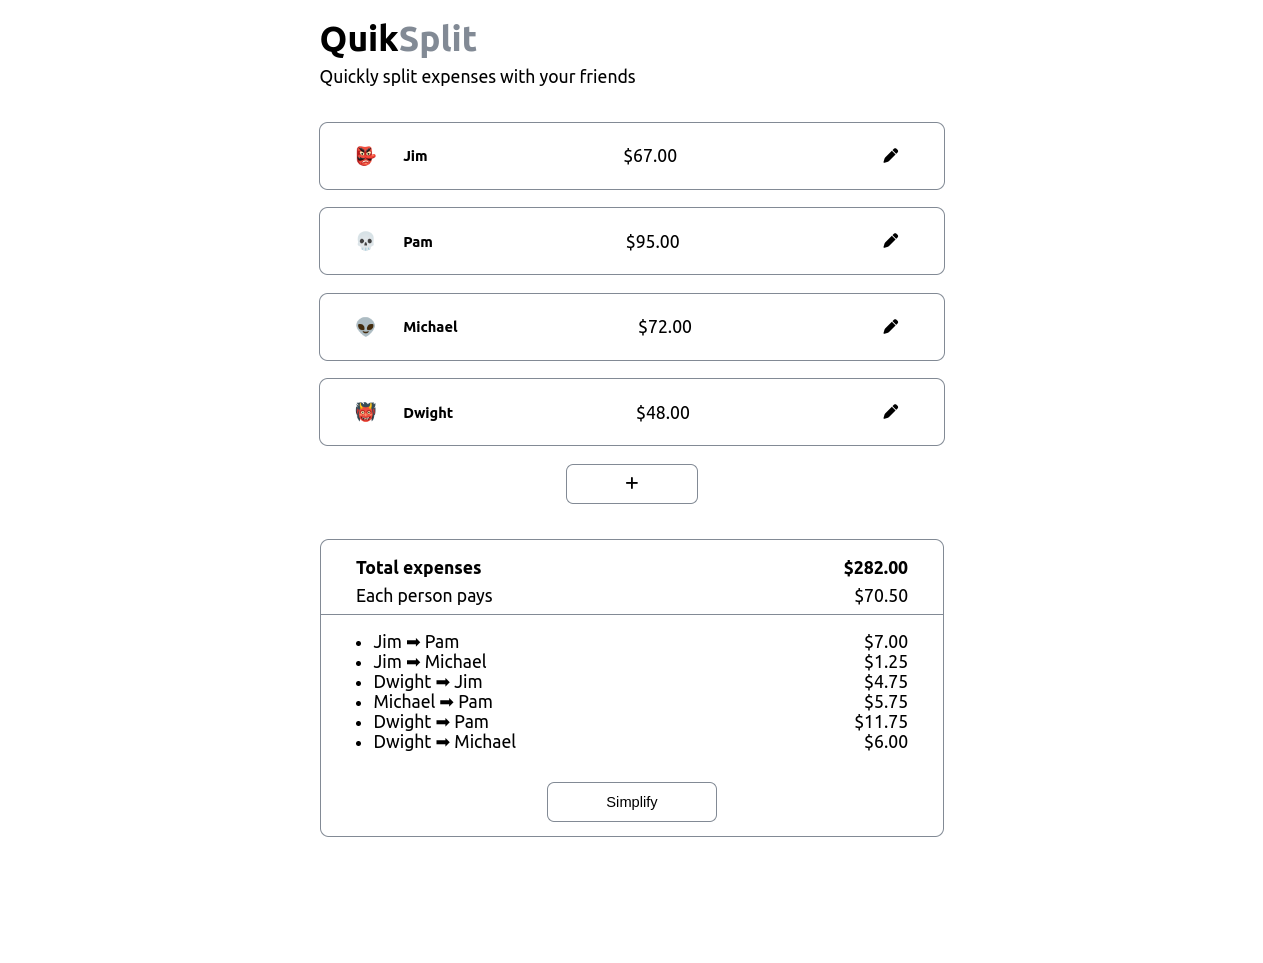 QuikSplit
Quickly split expenses with your friends
Jim $67.00
Pam $95.00
Michael $72.00
Dwight $48.00
+
Total expenses $282.00
Each person pays $70.50
• Jim ➡ Pam $7.00
• Jim ➡ Michael $1.25
• Dwight ➡ Jim $4.75
• Michael ➡ Pam $5.75
• Dwight ➡ Pam $11.75
• Dwight ➡ Michael $6.00
Simplify